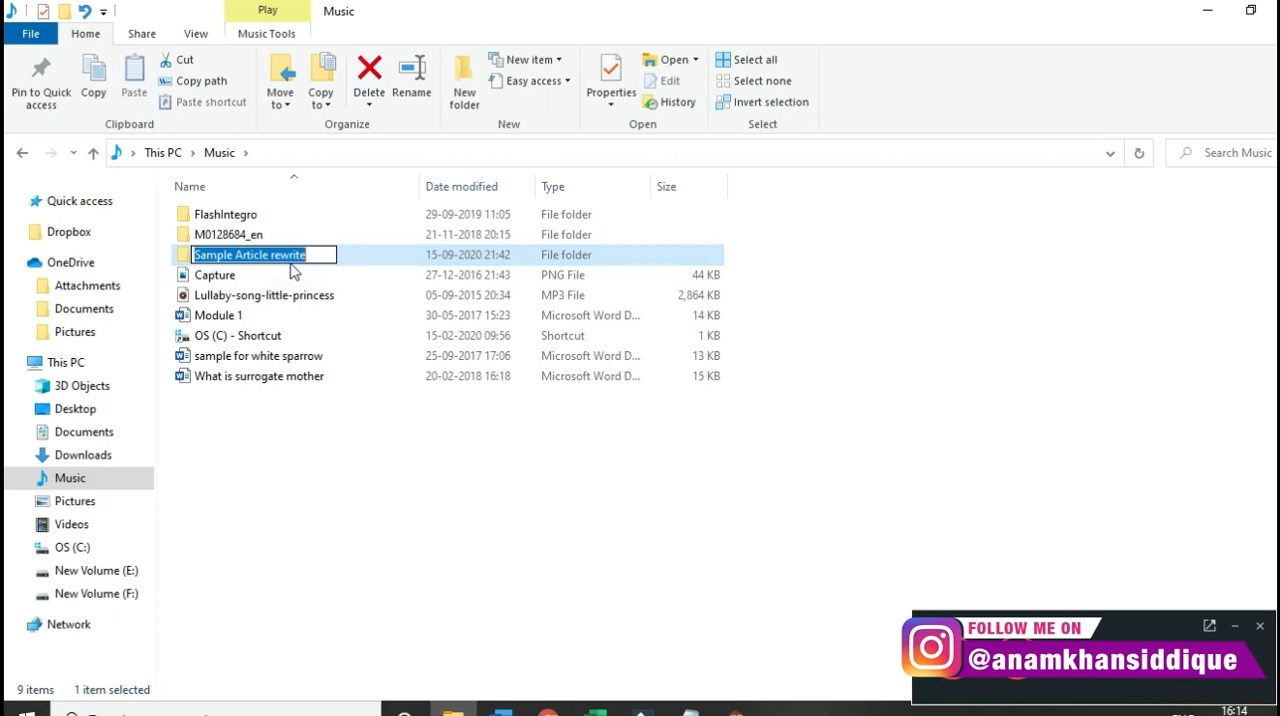 Play
Music
File
Home
Share
View
Music Tools
Pin to Quick access
Copy
Paste
Cut
Copy path
Paste shortcut
Clipboard
Move to
Copy to
Delete
Rename
Organize
New folder
New item
Easy access
New
Properties
Open
Edit
History
Open
Select all
Select none
Invert selection
Select
This PC
Music
Search Music
Name
Date modified
Type
Size
FlashIntegro 29-09-2019 11:05 File folder
M0128684_en 21-11-2018 20:15 File folder
Sample Article rewrite 15-09-2020 21:42 File folder
Capture 27-12-2016 21:43 PNG File 44 KB
Lullaby-song-little-princess 05-09-2015 20:34 MP3 File 2,864 KB
Module 1 30-05-2017 15:23 Microsoft Word D... 14 KB
OS (C) - Shortcut 15-02-2020 09:56 Shortcut 1 KB
sample for white sparrow 25-09-2017 17:06 Microsoft Word D... 13 KB
What is surrogate mother 20-02-2018 16:18 Microsoft Word D... 15 KB
Quick access
Dropbox
OneDrive
Attachments
Documents
Pictures
This PC
3D Objects
Desktop
Documents
Downloads
Music
Pictures
Videos
OS (C:)
New Volume (E:)
New Volume (F:)
Network
FOLLOW ME ON
@anamkhansiddique
9 items
1 item selected
16:14